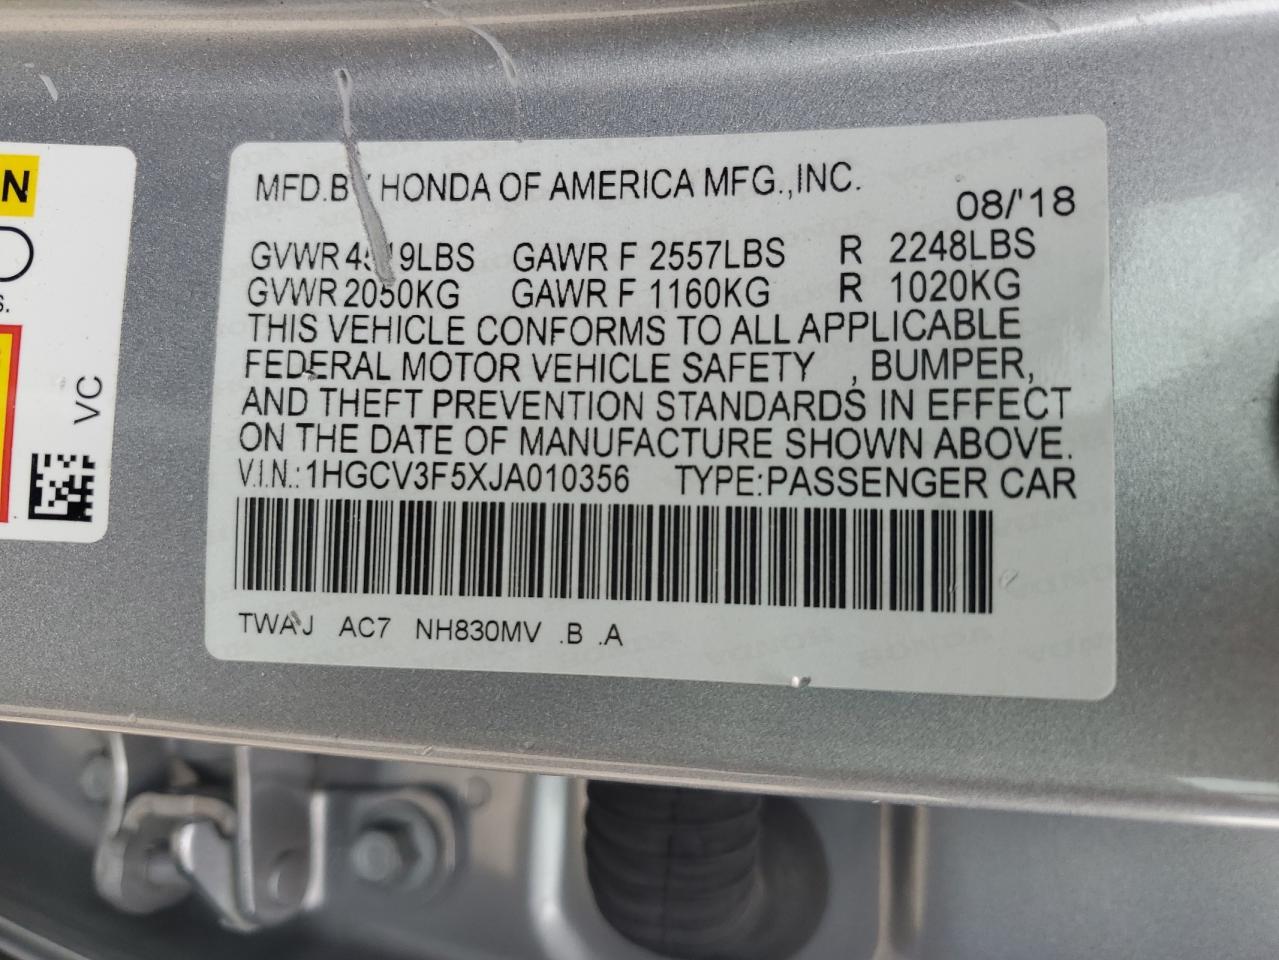 N
S.
VC
MFD.BY HONDA OF AMERICA MFG.,INC.
08/'18
GVWR 4519LBS GAWR F 2557LBS R 2248LBS
GVWR 2050KG GAWR F 1160KG R 1020KG
THIS VEHICLE CONFORMS TO ALL APPLICABLE
FEDERAL MOTOR VEHICLE SAFETY , BUMPER,
AND THEFT PREVENTION STANDARDS IN EFFECT
ON THE DATE OF MANUFACTURE SHOWN ABOVE.
V.I.N.: 1HGCV3F5XJA010356 TYPE:PASSENGER CAR
TWAJ AC7 NH830MV .B .A